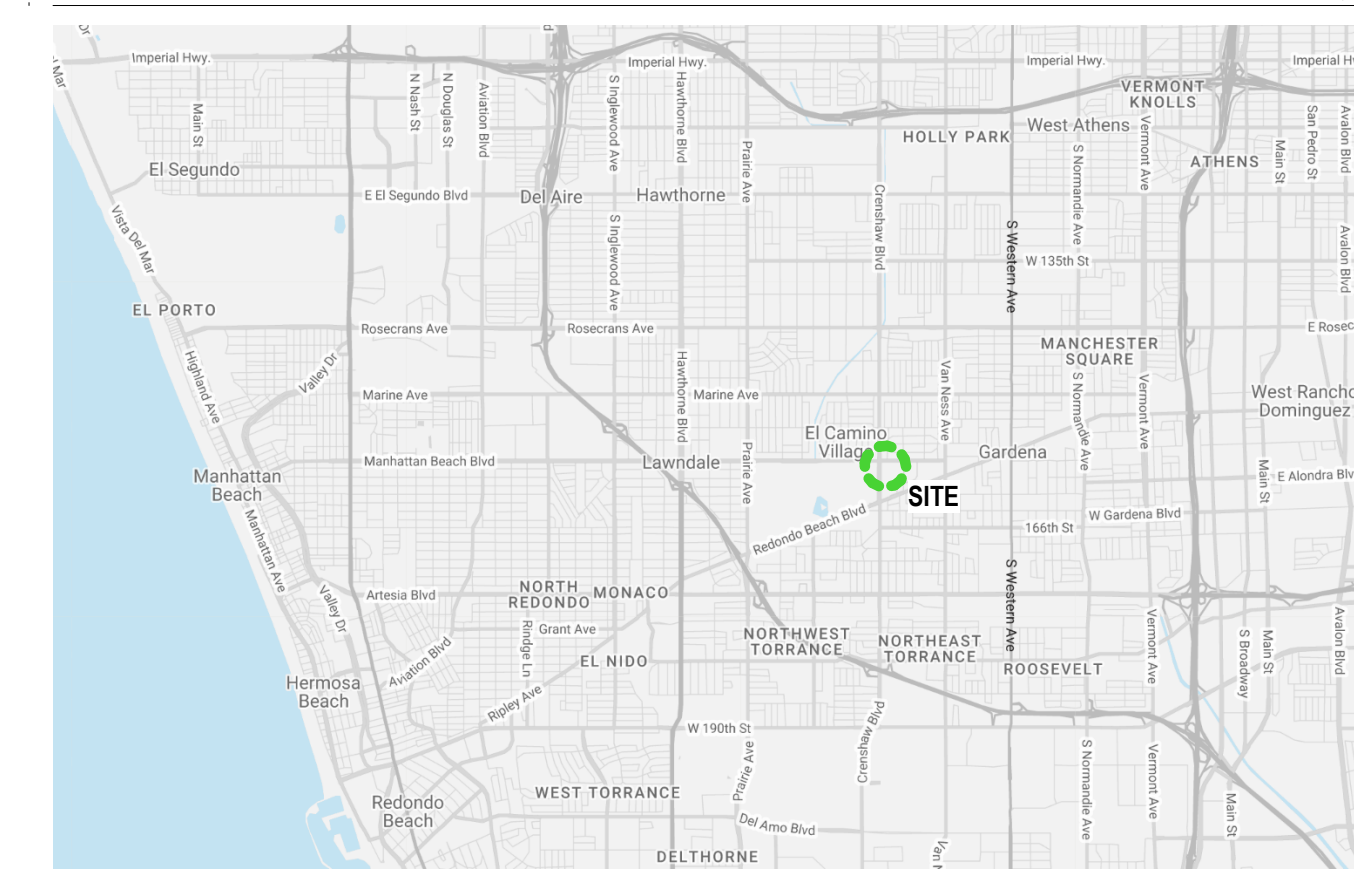 Imperial Hwy.
Imperial Hwy.
Imperial Hwy.
Main St
N Nash St
N Douglas St
Aviation Blvd
S Inglewood Ave
Hawthorne Blvd
Prairie Ave
VERMONT
KNOLLS
HOLLY PARK
West Athens
Vermont Ave
San Pedro St
Avalon Blvd
Main St
ATHENS
S Normandie Ave
El Segundo
E El Segundo Blvd
Del Aire
Hawthorne
Crenshaw Blvd
Vista Del Mar
S Inglewood Ave
S Western Ave
W 135th St
Avalon Blvd
EL PORTO
Rosecrans Ave
Rosecrans Ave
MANCHESTER
SQUARE
Highland Ave
Valley Dr
Hawthorne Blvd
Van Ness Ave
S Normandie Ave
Vermont Ave
Marine Ave
Marine Ave
West Rancho
Dominguez
El Camino
Village
Gardena
Manhattan Beach Blvd
Lawndale
Prairie Ave
Manhattan
Beach
SITE
Main St
E Alondra Blv
Redondo Beach Blvd
W Gardena Blvd
166th St
Manhattan Ave
Valley Dr
Artesia Blvd
NORTH
REDONDO
MONACO
S Western Ave
Grant Ave
Rindge Ln
Aviation Blvd
NORTHWEST
TORRANCE
NORTHEAST
TORRANCE
EL NIDO
ROOSEVELT
Vermont Ave
S Broadway
Main St
Avalon Blvd
Hermosa
Beach
Ripley Ave
W 190th St
Crenshaw Blvd
Prairie Ave
S Normandie Ave
Vermont Ave
WEST TORRANCE
Redondo
Beach
Del Amo Blvd
Main St
DELTHORNE